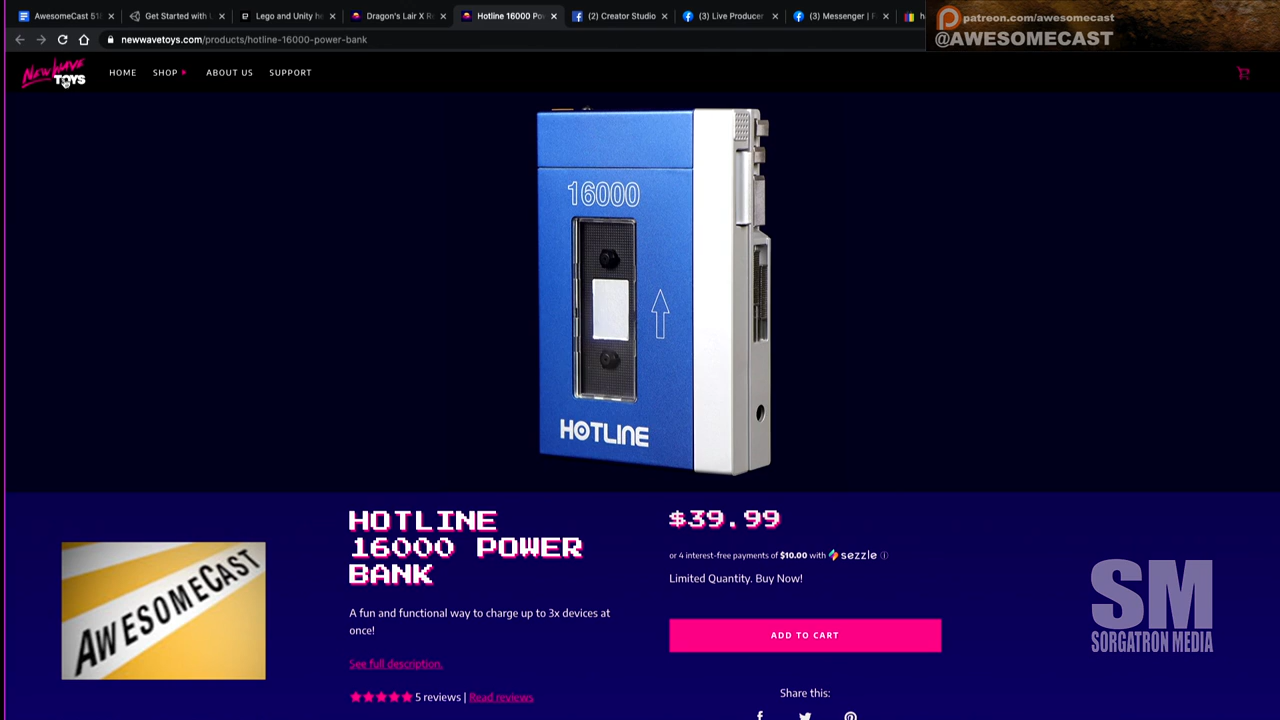 AwesomeCast 51
Get Started with U
Lego and Unity he
Dragon's Lair X Re
Hotline 16000 Po
(2) Creator Studio
(3) Live Producer
(3) Messenger | F
patreon.com/awesomecast
@AWESOMECAST
newwavetoys.com/products/hotline-16000-power-bank
NEW WAVE
TOYS
HOME
SHOP
ABOUT US
SUPPORT
16000
HOTLINE
HOTLINE
16000 POWER
BANK
$39.99
or 4 interest-free payments of $10.00 with sezzle
Limited Quantity. Buy Now!
A fun and functional way to charge up to 3x devices at
once!
ADD TO CART
See full description.
5 reviews | Read reviews
Share this:
AWESOMECAST
SM
SORGATRON MEDIA